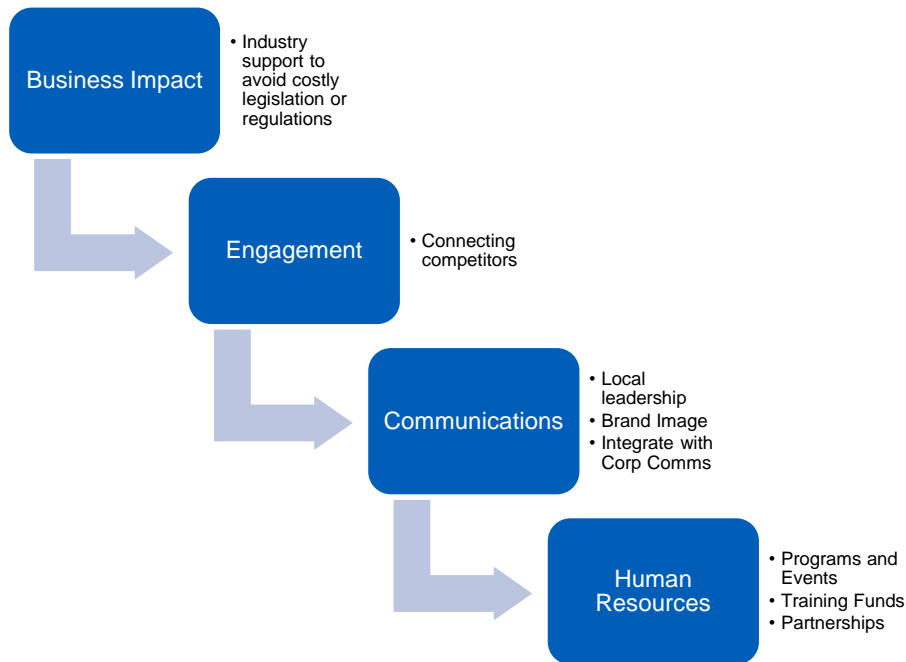 Business Impact
• Industry
support to
avoid costly
legislation or
regulations
Engagement
• Connecting
competitors
Communications
• Local
leadership
• Brand Image
• Integrate with
Corp Comms
Human
Resources
• Programs and
Events
• Training Funds
• Partnerships